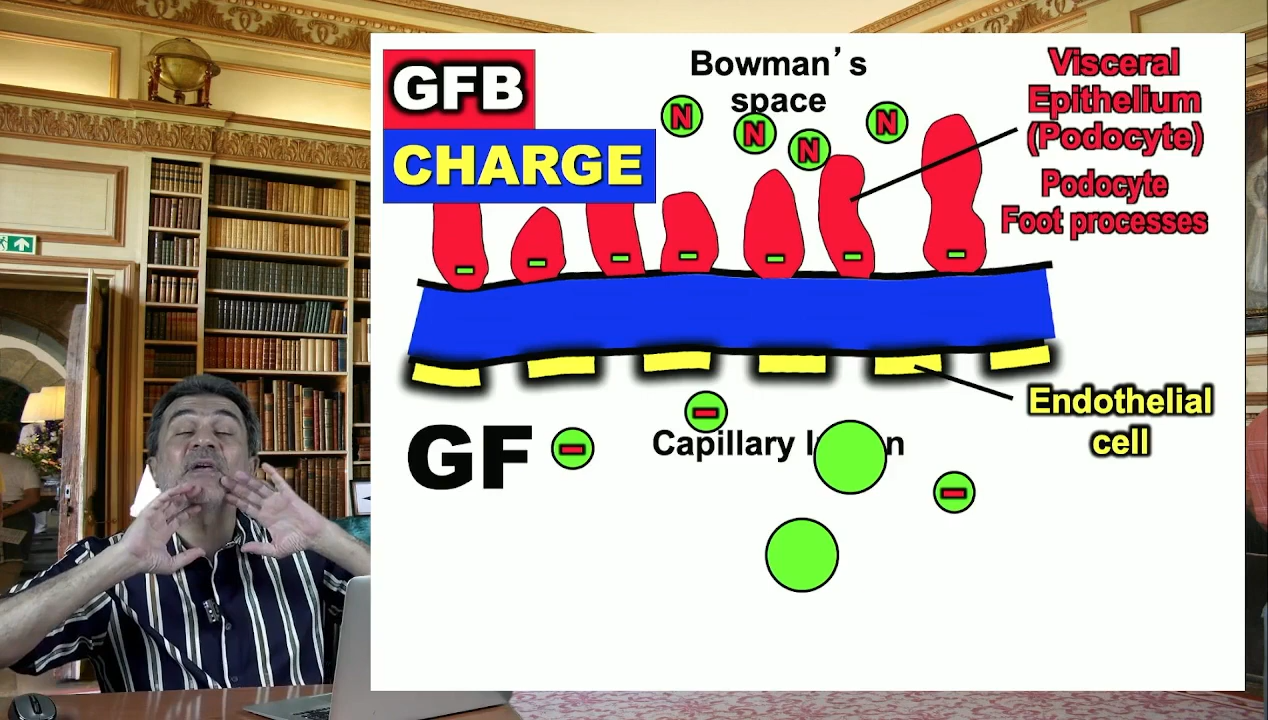 GFB
CHARGE
Bowman's
space
N
N
N
N
Visceral
Epithelium
(Podocyte)
Podocyte
Foot processes
Endothelial
cell
GF
Capillary